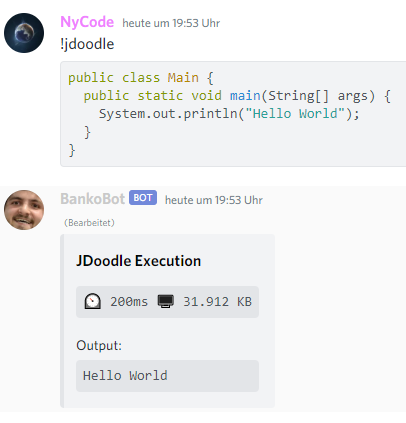 NyCode heute um 19:53 Uhr
!jdoodle
public class Main {
  public static void main(String[] args) {
    System.out.println("Hello World");
  }
}
BankoBot BOT heute um 19:53 Uhr
(Bearbeitet)
JDoodle Execution
200ms 31.912 KB
Output:
Hello World